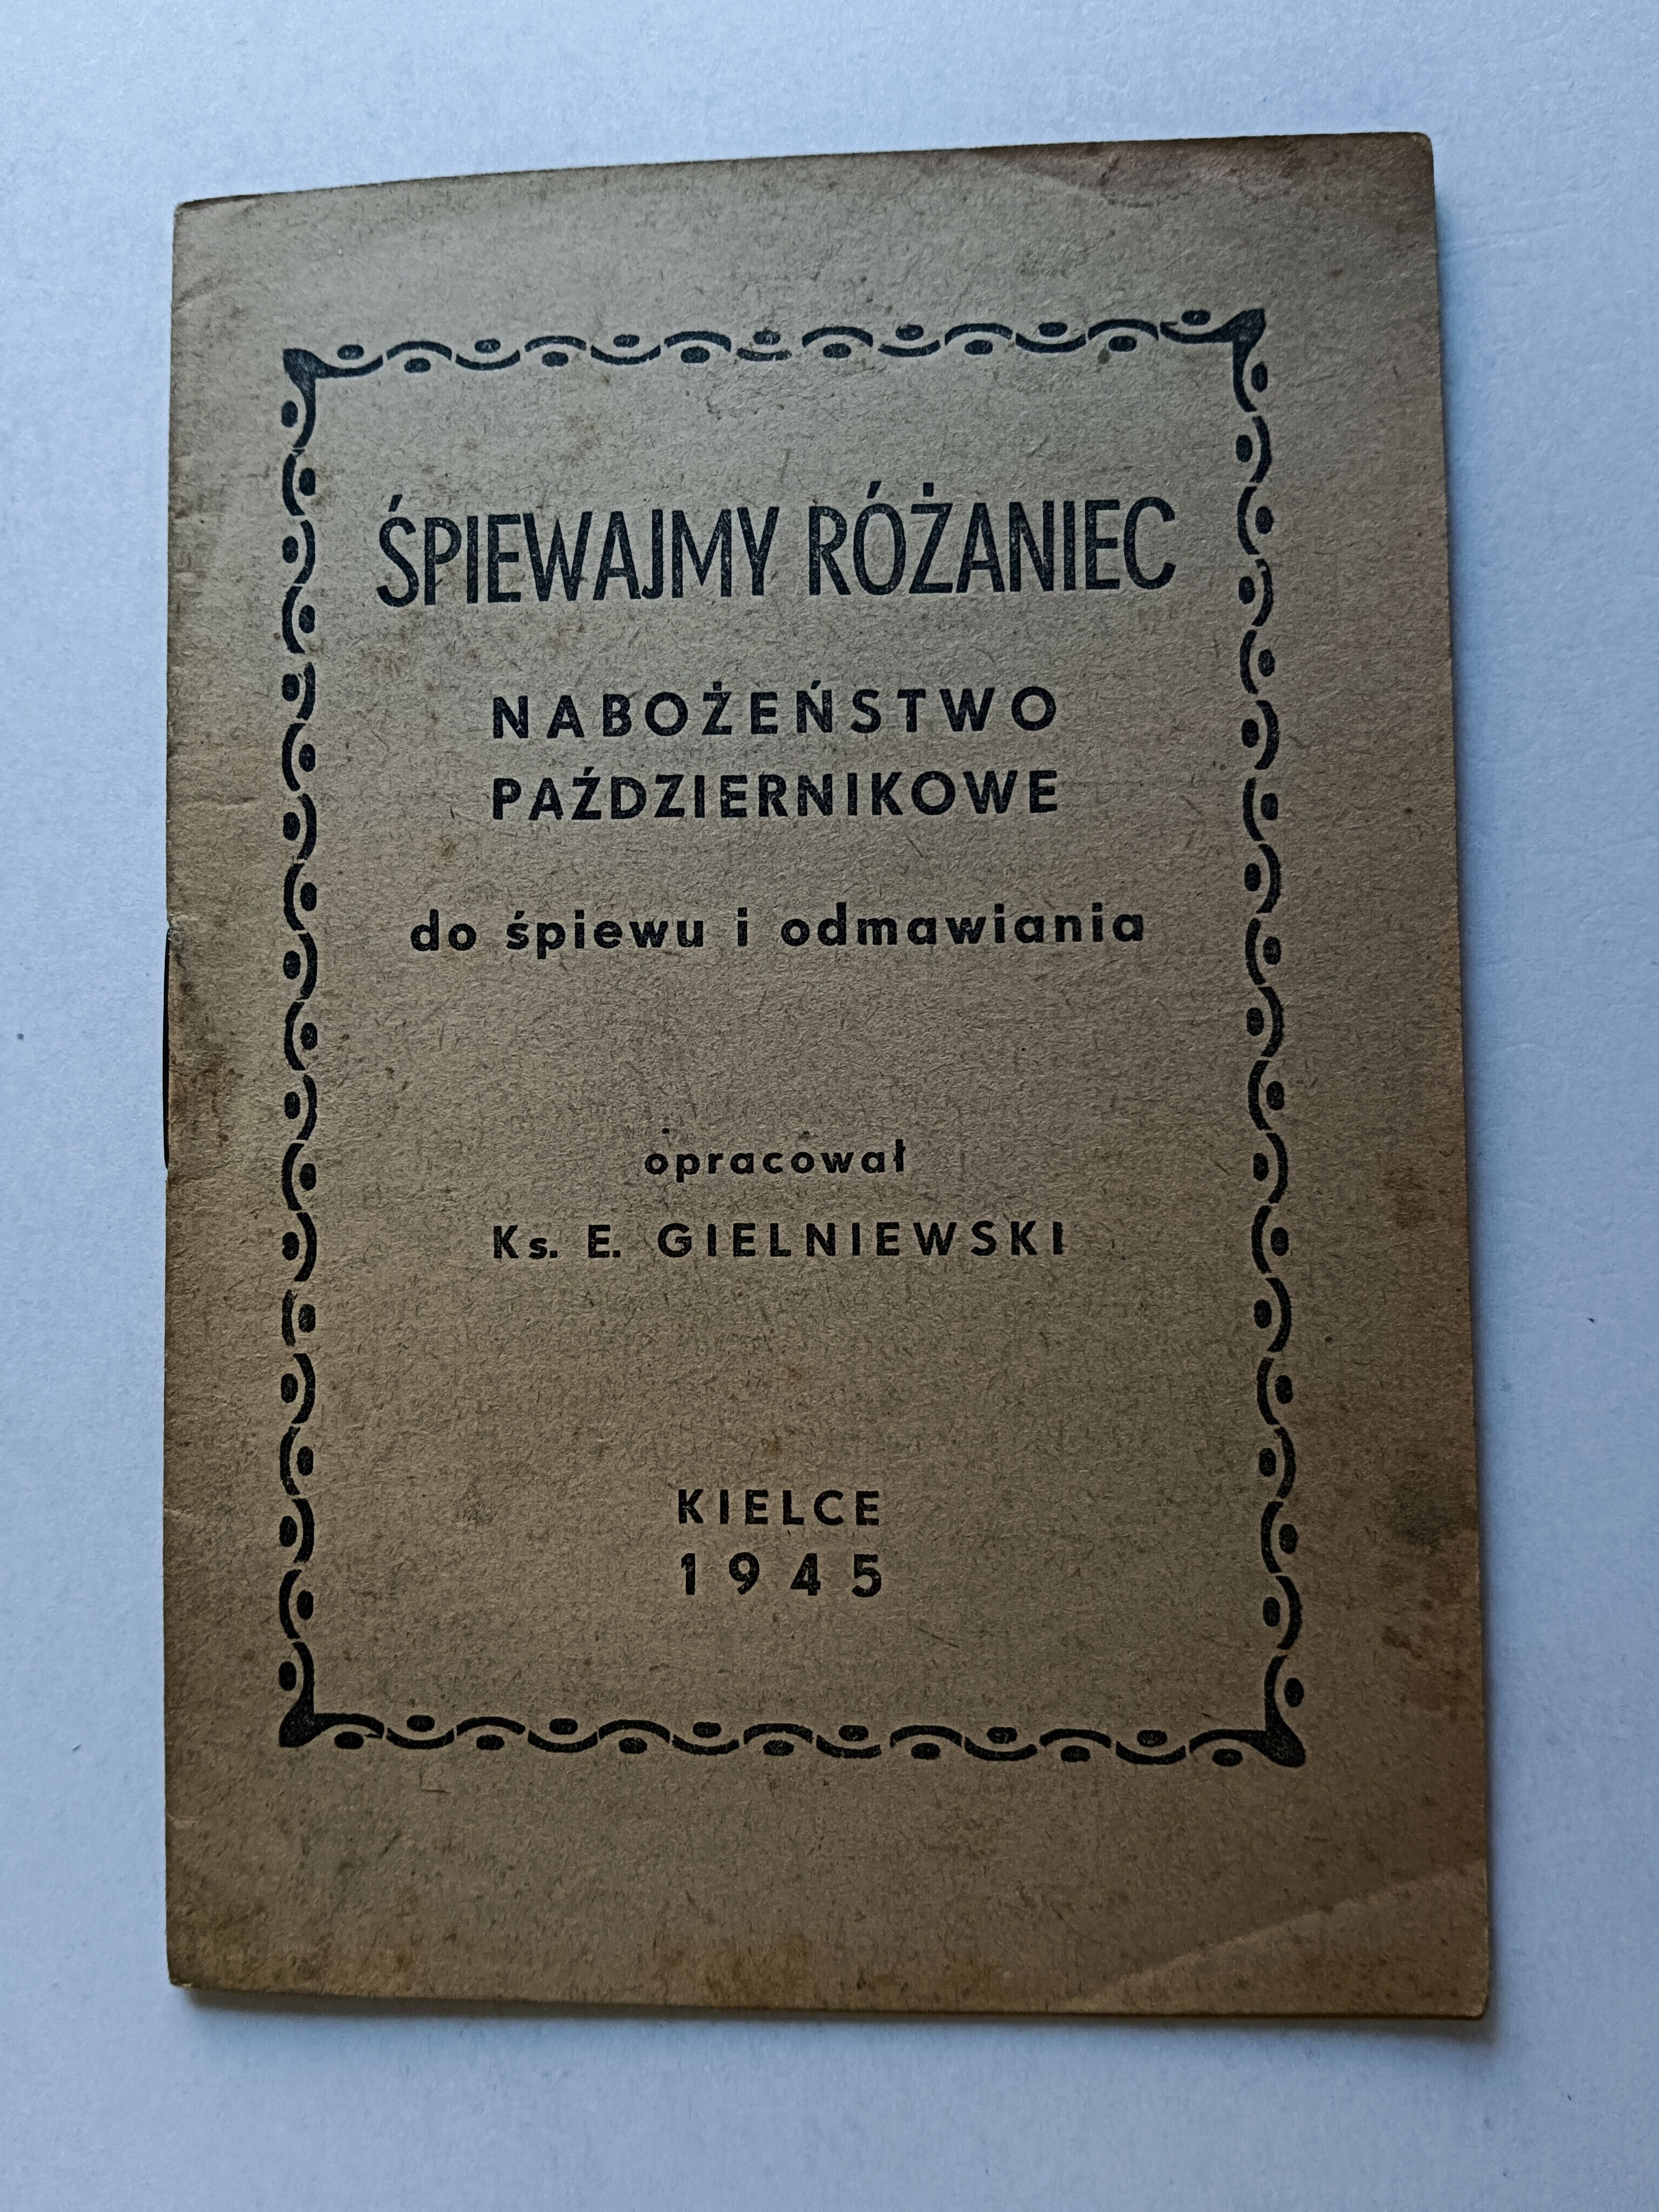 ŚPIEWAJMY RÓŻANIEC
NABOŻEŃSTWO
PAŹDZIERNIKOWE
do śpiewu i odmawiania
opracował
Ks. E. GIELNIEWSKI
KIELCE
1945